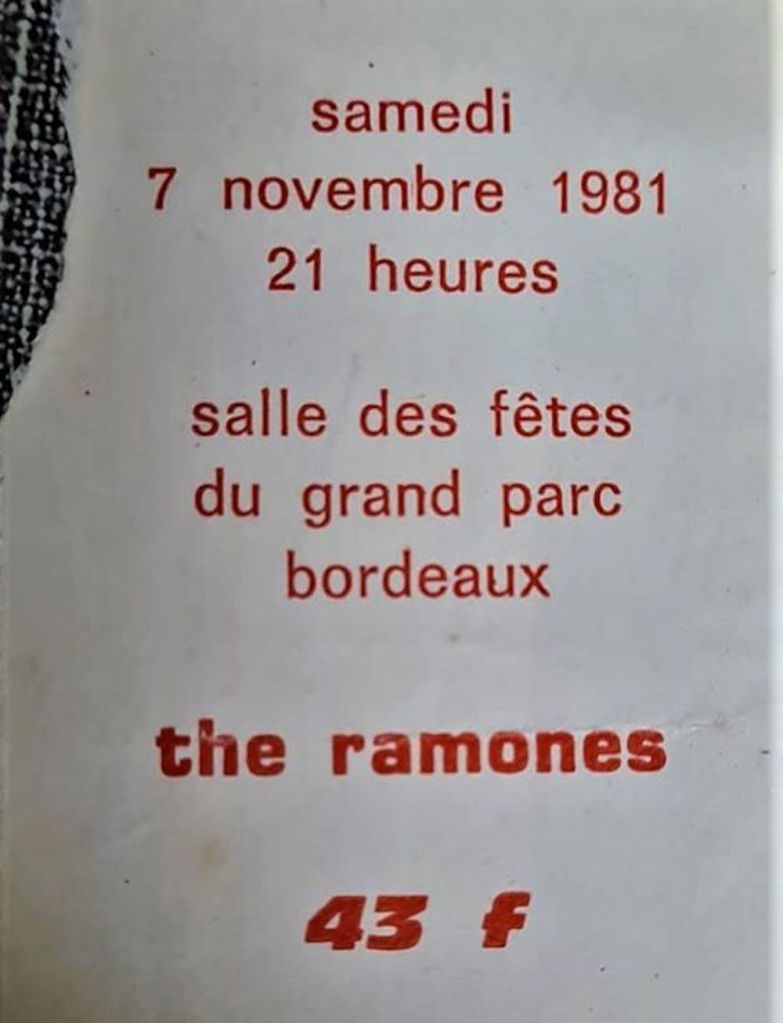 samedi
7 novembre 1981
21 heures
salle des fêtes
du grand parc
bordeaux
the ramones
43 f